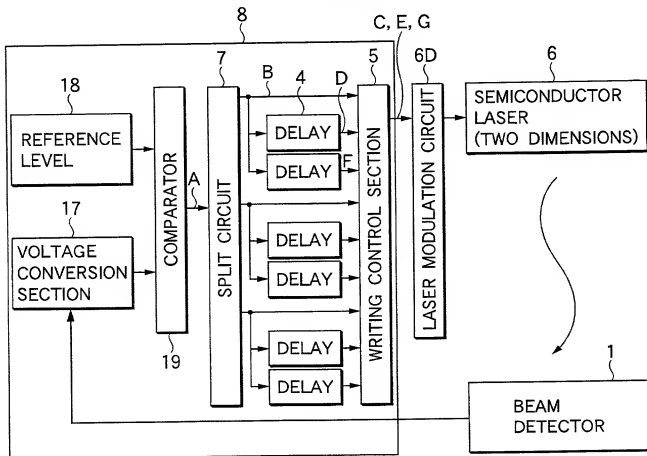 8
C, E, G
7
B
4
D
5
6D
6
18
REFERENCE
LEVEL
COMPARATOR
A
SPLIT CIRCUIT
DELAY
DELAY
F
WRITING CONTROL SECTION
LASER MODULATION CIRCUIT
SEMICONDUCTOR
LASER
(TWO DIMENSIONS)
17
VOLTAGE
CONVERSION
SECTION
DELAY
DELAY
19
DELAY
DELAY
1
BEAM
DETECTOR